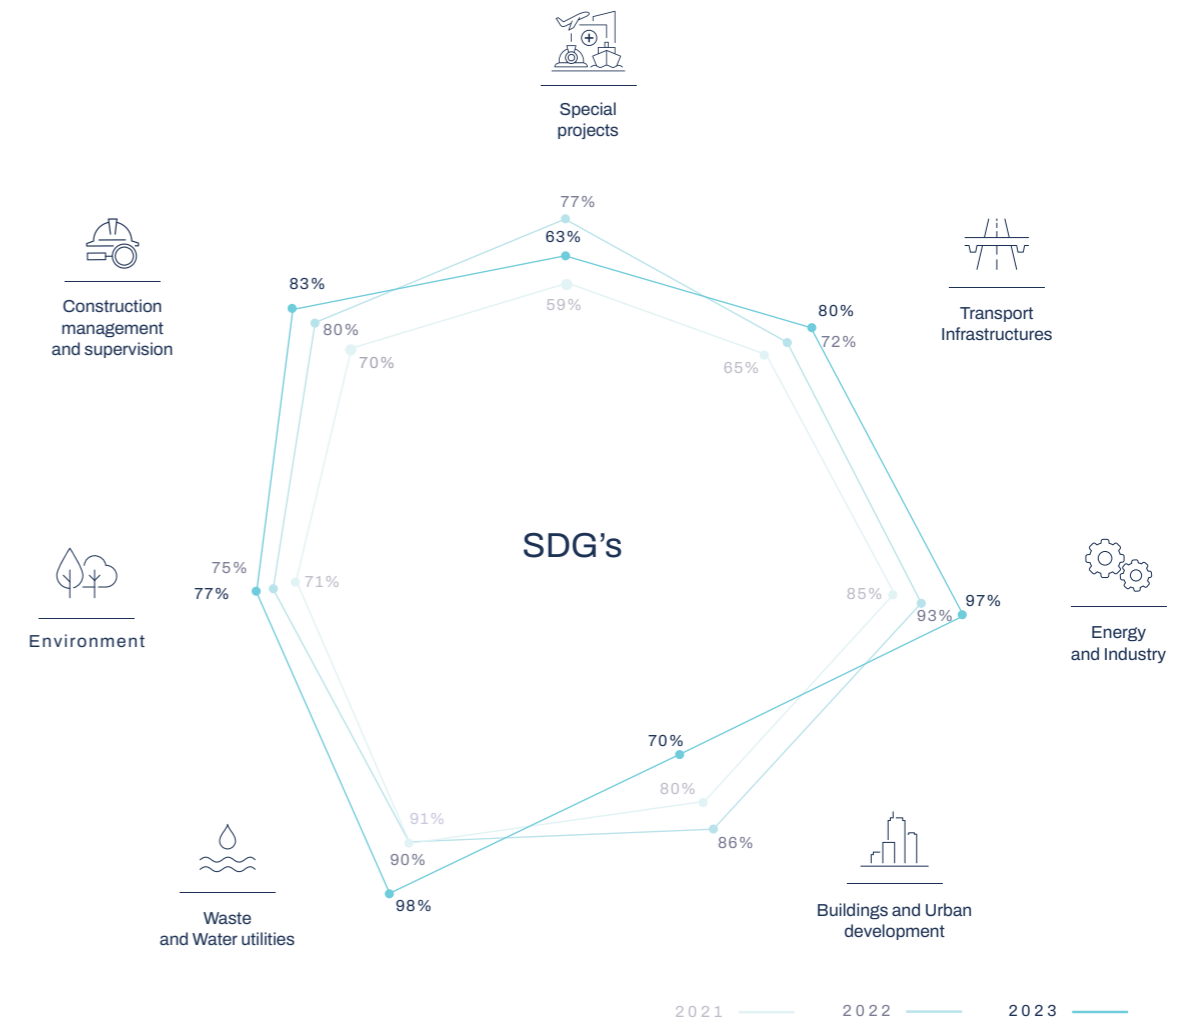 Special
projects
77%
63%
59%
Construction
management
and supervision
83%
80%
70%
Transport
Infrastructures
80%
72%
65%
SDG's
Environment
75%
77%
71%
Energy
and Industry
85%
93%
97%
70%
80%
86%
Buildings and Urban
development
91%
90%
98%
Waste
and Water utilities
2021
2022
2023